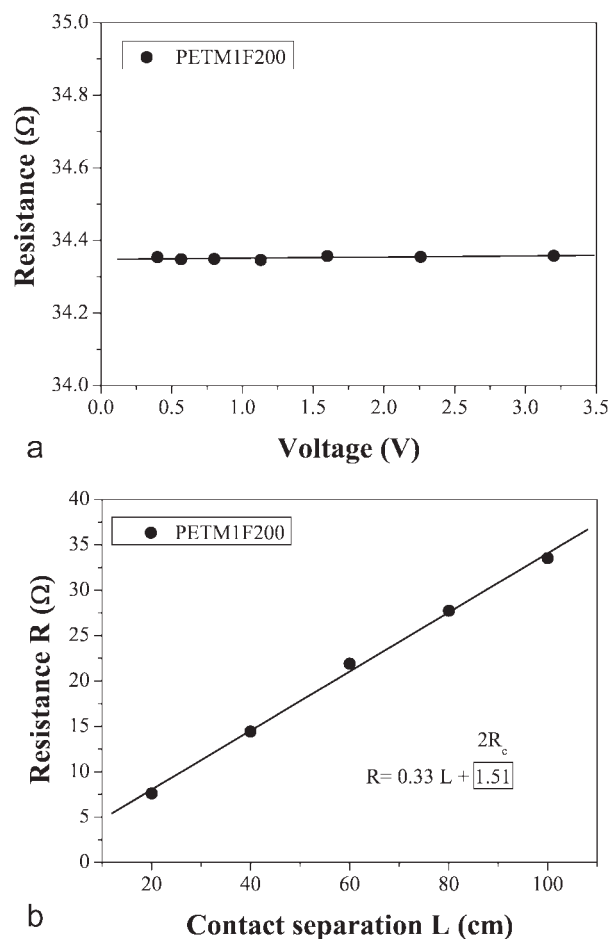 35.0
34.8
34.6
34.4
34.2
34.0
Resistance (Ω)
PETM1F200
0.0 0.5 1.0 1.5 2.0 2.5 3.0 3.5
Voltage (V)
a
40
35
30
25
20
15
10
5
0
Resistance R (Ω)
PETM1F200
2R_c
R= 0.33 L + 1.51
20 40 60 80 100
Contact separation L (cm)
b